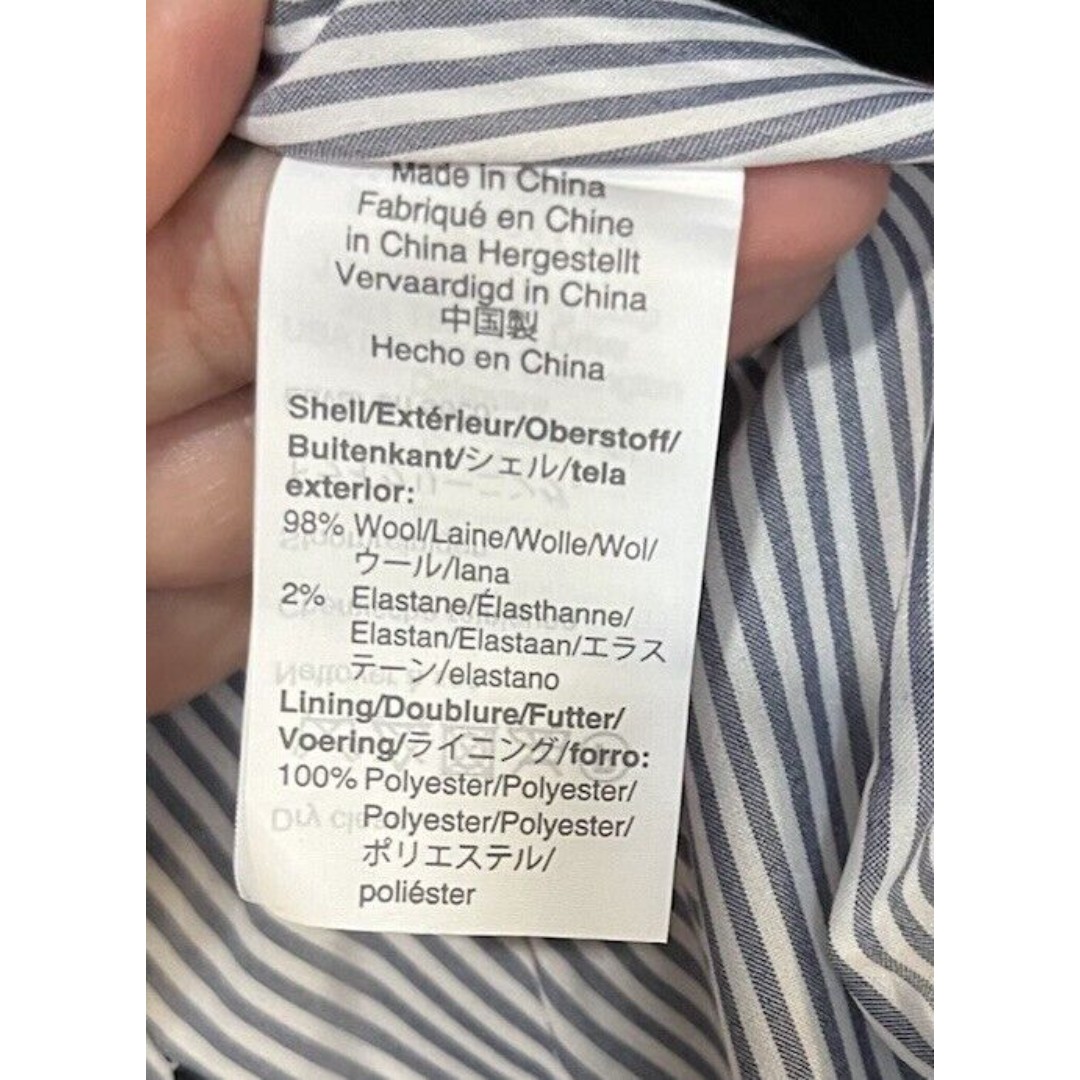 Made in China
Fabriqué en Chine
in China Hergestellt
Vervaardigd in China
中国製
Hecho en China
Shell/Extérieur/Oberstoff/
Buitenkant/シェル/tela
exterior:
98% Wool/Laine/Wolle/Wol/
ウール/lana
2% Elastane/Élasthanne/
Elastan/Elastaan/エラス
テーン/elastano
Lining/Doublure/Futter/
Voering/ライニング/forro:
100% Polyester/Polyester/
Polyester/Polyester/
ポリエステル/
poliéster